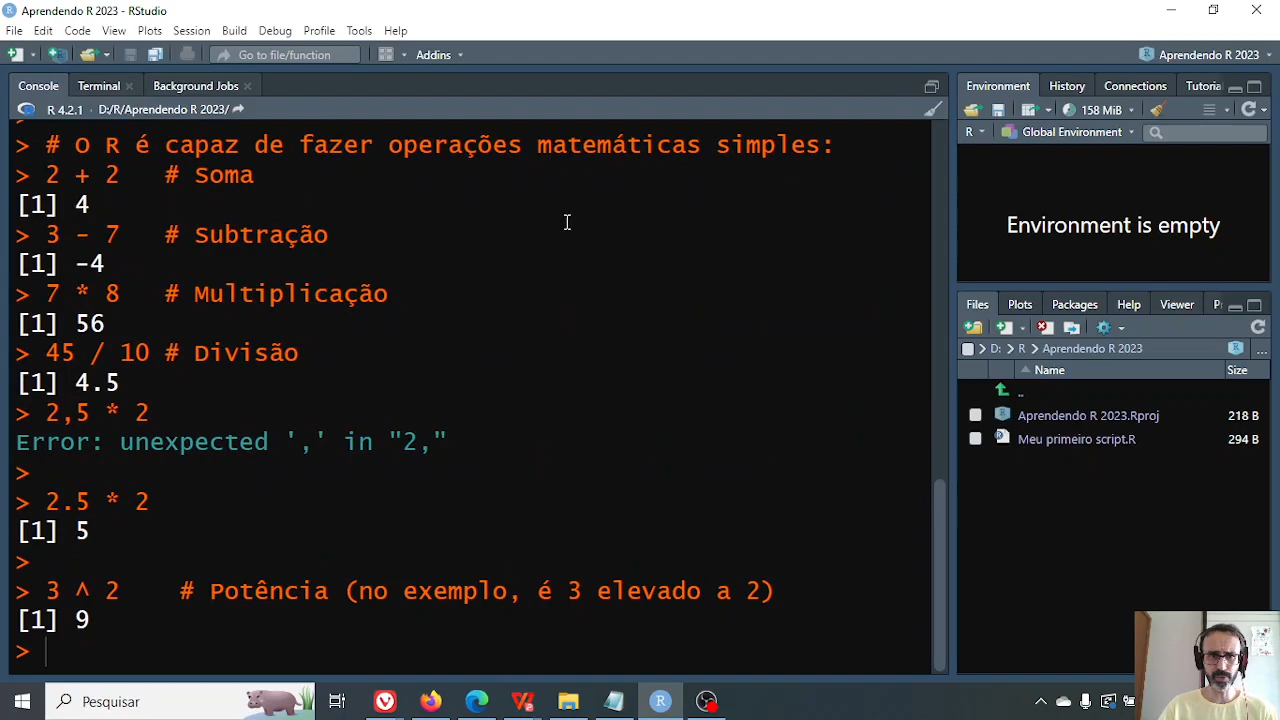 Aprendendo R 2023 - RStudio
File Edit Code View Plots Session Build Debug Profile Tools Help
Go to file/function Addins Aprendendo R 2023
Console Terminal Background Jobs
R 4.2.1 · D:/R/Aprendendo R 2023/
> # O R é capaz de fazer operações matemáticas simples:
> 2 + 2 # Soma
[1] 4
> 3 - 7 # Subtração
[1] -4
> 7 * 8 # Multiplicação
[1] 56
> 45 / 10 # Divisão
[1] 4.5
> 2,5 * 2
Error: unexpected ',' in "2,"
>
> 2.5 * 2
[1] 5
>
> 3 ^ 2 # Potência (no exemplo, é 3 elevado a 2)
[1] 9
>
Environment History Connections Tutoria
158 MiB
R Global Environment
Environment is empty
Files Plots Packages Help Viewer
D: R Aprendendo R 2023 ...
Name Size
..
Aprendendo R 2023.Rproj 218 B
Meu primeiro script.R 294 B
Pesquisar